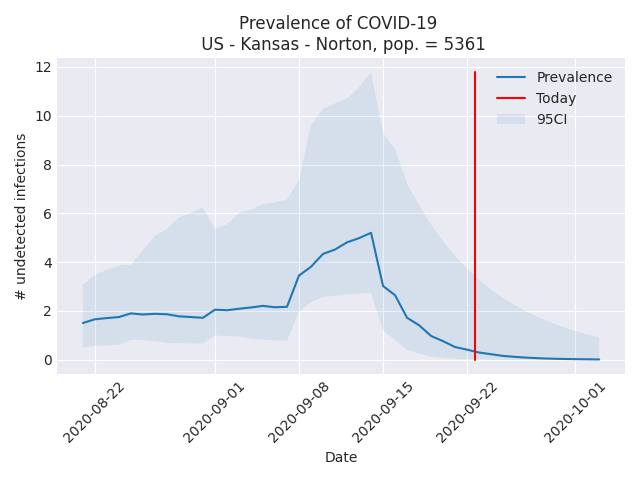 Prevalence of COVID-19
US - Kansas - Norton, pop. = 5361
12
10
8
6
4
2
0
# undetected infections
Prevalence
Today
95CI
2020-08-22
2020-09-01
2020-09-08
2020-09-15
2020-09-22
2020-10-01
Date